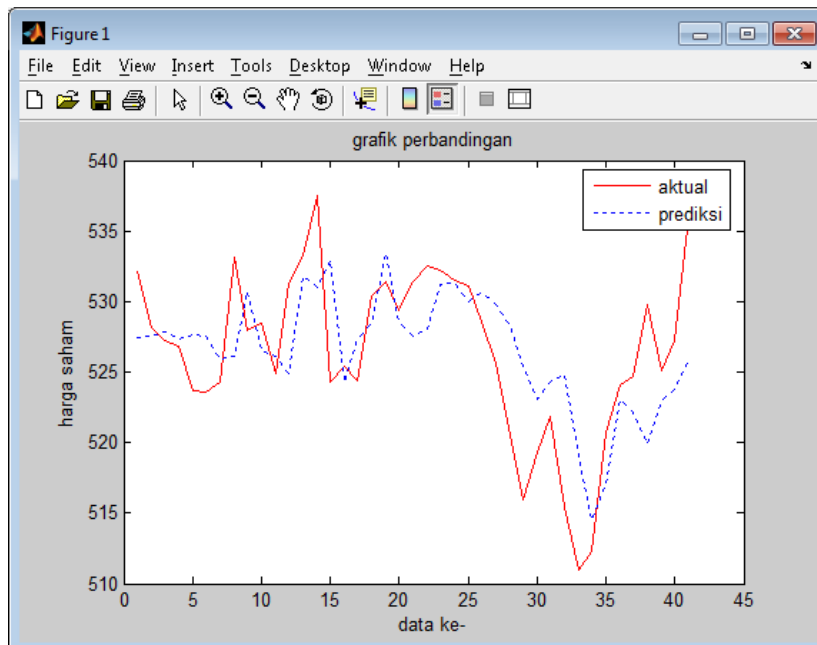 Figure 1
File Edit View Insert Tools Desktop Window Help
grafik perbandingan
540
535
530
525
520
515
510
harga saham
aktual
prediksi
0 5 10 15 20 25 30 35 40 45
data ke-